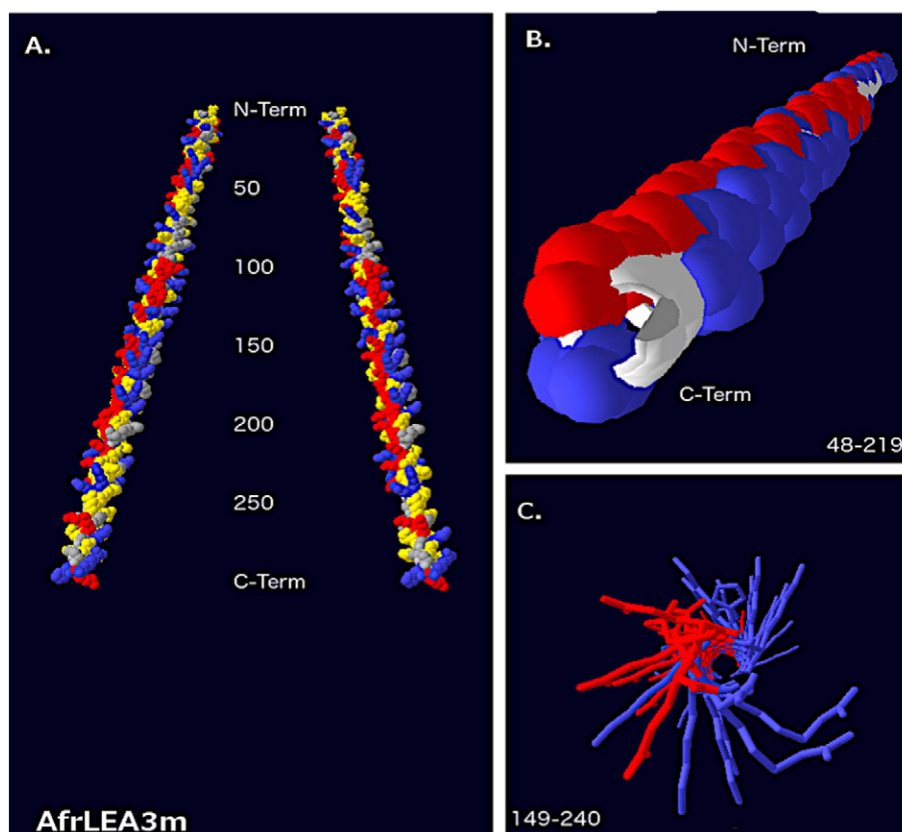 A.
N-Term
50
100
150
200
250
C-Term
AfrLEA3m
B.
N-Term
C-Term
48-219
C.
149-240